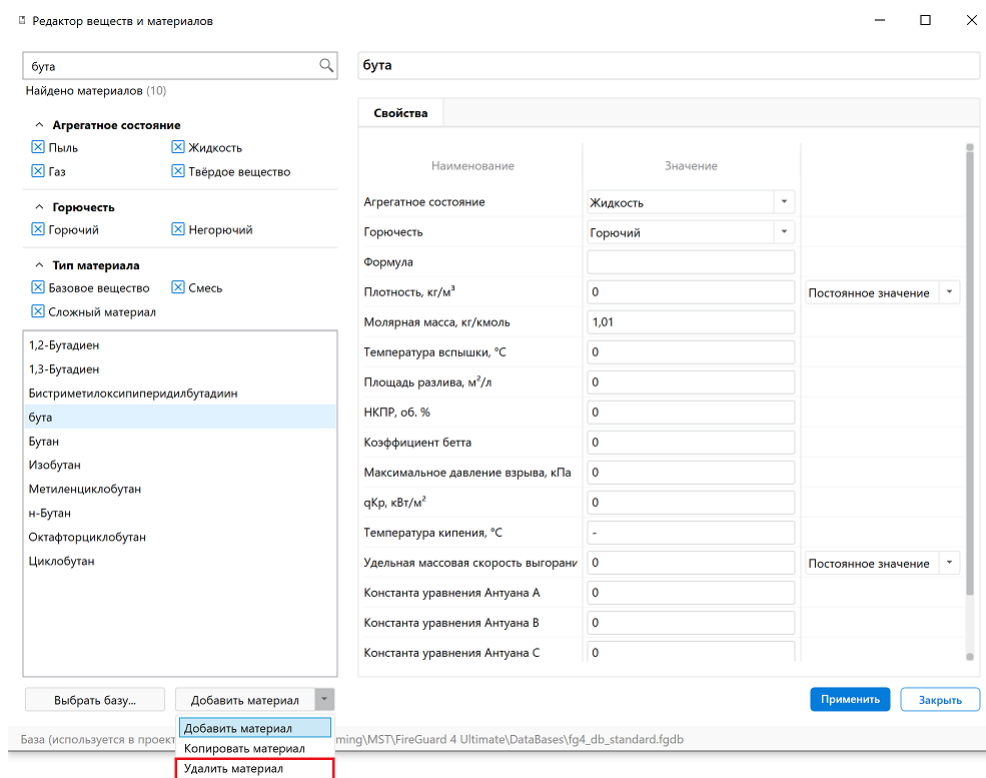 Редактор веществ и материалов
бута
Найдено материалов (10)
Агрегатное состояние
Пыль
Жидкость
Газ
Твёрдое вещество
Горючесть
Горючий
Негорючий
Тип материала
Базовое вещество
Смесь
Сложный материал
1,2-Бутадиен
1,3-Бутадиен
Бистриметилоксипиперидилбутадиин
бута
Бутан
Изобутан
Метиленциклобутан
н-Бутан
Октафторциклобутан
Циклобутан
Выбрать базу...
Добавить материал
Добавить материал
Копировать материал
Удалить материал
бута
Свойства
Наименование Значение
Агрегатное состояние Жидкость
Горючесть Горючий
Формула
Плотность, кг/м³ 0 Постоянное значение
Молярная масса, кг/кмоль 1,01
Температура вспышки, °C 0
Площадь разлива, м²/л 0
НКПР, об. % 0
Коэффициент бетта 0
Максимальное давление взрыва, кПа 0
qКр, кВт/м² 0
Температура кипения, °C -
Удельная массовая скорость выгорани 0 Постоянное значение
Константа уравнения Антуана A 0
Константа уравнения Антуана B 0
Константа уравнения Антуана C 0
Применить
Закрыть
База (используется в проект ming\MST\FireGuard 4 Ultimate\DataBases\fg4_db_standard.fgdb